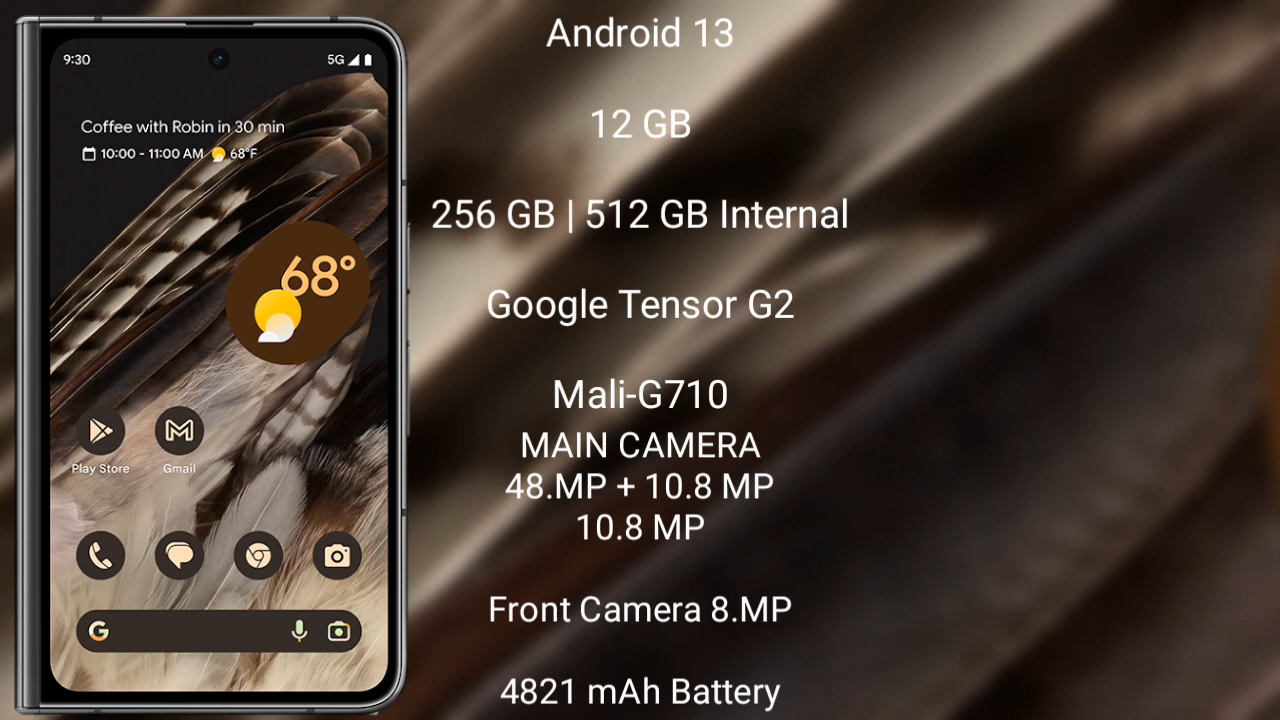 9:30
5G
Coffee with Robin in 30 min
10:00 - 11:00 AM 68°F
68°
Play Store
Gmail
G
Android 13
12 GB
256 GB | 512 GB Internal
Google Tensor G2
Mali-G710
MAIN CAMERA
48.MP + 10.8 MP
10.8 MP
Front Camera 8.MP
4821 mAh Battery